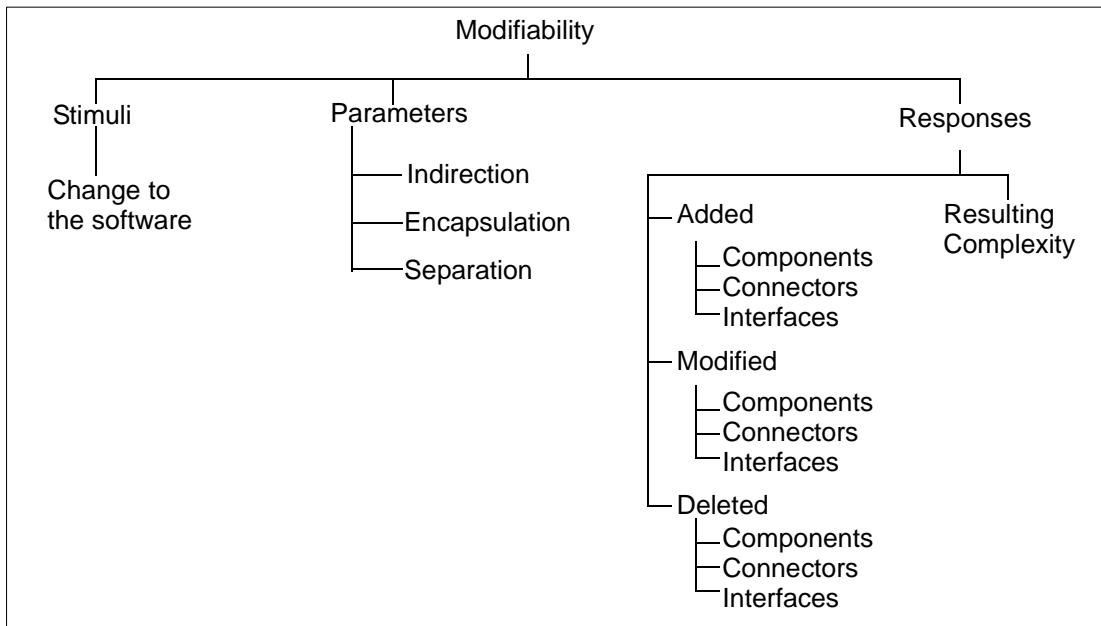 Modifiability
Stimuli
Change to
the software
Parameters
Indirection
Encapsulation
Separation
Responses
Added
Components
Connectors
Interfaces
Modified
Components
Connectors
Interfaces
Deleted
Components
Connectors
Interfaces
Resulting
Complexity